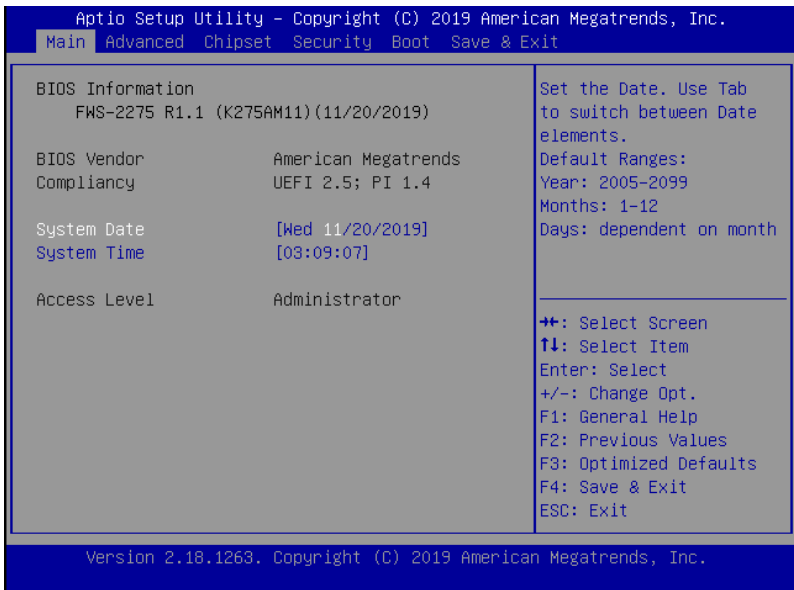 Aptio Setup Utility – Copyright (C) 2019 American Megatrends, Inc.
Main Advanced Chipset Security Boot Save & Exit
BIOS Information
FWS-2275 R1.1 (K275AM11)(11/20/2019)
BIOS Vendor American Megatrends
Compliancy UEFI 2.5; PI 1.4
System Date [Wed 11/20/2019]
System Time [03:09:07]
Access Level Administrator
Set the Date. Use Tab
to switch between Date
elements.
Default Ranges:
Year: 2005-2099
Months: 1-12
Days: dependent on month
→←: Select Screen
↑↓: Select Item
Enter: Select
+/-: Change Opt.
F1: General Help
F2: Previous Values
F3: Optimized Defaults
F4: Save & Exit
ESC: Exit
Version 2.18.1263. Copyright (C) 2019 American Megatrends, Inc.